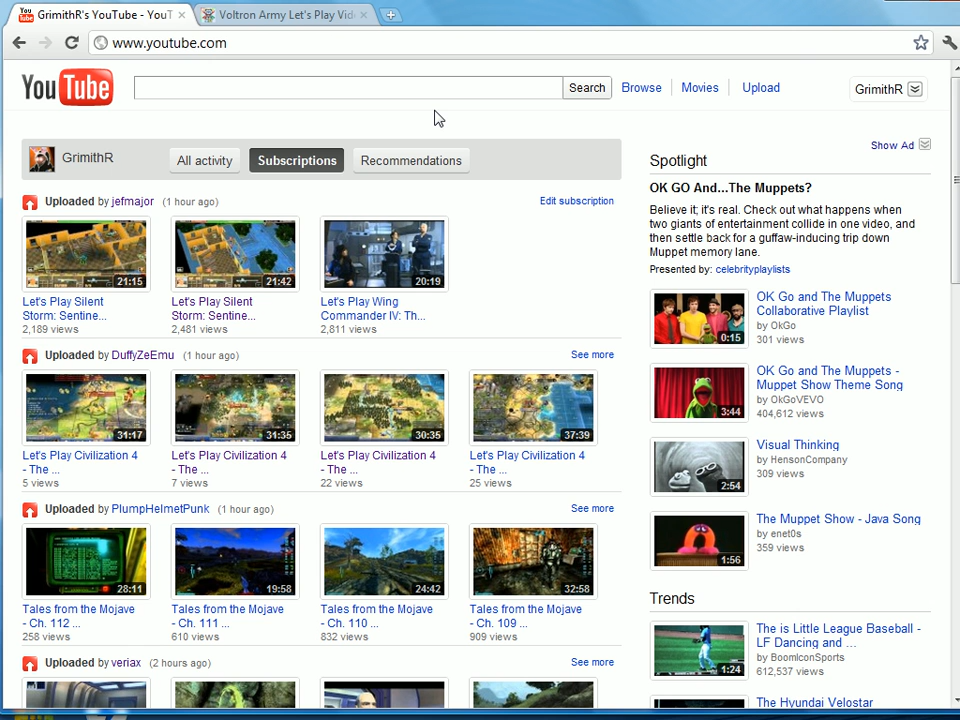 GrimithR's YouTube - YouT
Voltron Army Let's Play Vid
www.youtube.com
YouTube
Search
Browse
Movies
Upload
GrimithR
Show Ad
GrimithR
All activity
Subscriptions
Recommendations
Uploaded by jefmajor (1 hour ago)
Edit subscription
21:15
21:42
20:19
Let's Play Silent
Storm: Sentine...
2,189 views
Let's Play Silent
Storm: Sentine...
2,481 views
Let's Play Wing
Commander IV: Th...
2,811 views
Uploaded by DuffyZeEmu (1 hour ago)
See more
31:17
31:35
30:35
37:39
Let's Play Civilization 4
- The ...
5 views
Let's Play Civilization 4
- The ...
7 views
Let's Play Civilization 4
- The ...
22 views
Let's Play Civilization 4
- The ...
25 views
Uploaded by PlumpHelmetPunk (1 hour ago)
See more
28:11
19:58
24:42
32:58
Tales from the Mojave
- Ch. 112 ...
258 views
Tales from the Mojave
- Ch. 111 ...
610 views
Tales from the Mojave
- Ch. 110 ...
832 views
Tales from the Mojave
- Ch. 109 ...
909 views
Uploaded by veriax (2 hours ago)
See more
Spotlight
OK GO And...The Muppets?
Believe it; it's real. Check out what happens when
two giants of entertainment collide in one video, and
then settle back for a guffaw-inducing trip down
Muppet memory lane.
Presented by: celebrityplaylists
0:15
OK Go and The Muppets
Collaborative Playlist
by OkGo
301 views
3:44
OK Go and The Muppets -
Muppet Show Theme Song
by OkGoVEVO
404,612 views
2:54
Visual Thinking
by HensonCompany
309 views
1:56
The Muppet Show - Java Song
by enet0s
359 views
Trends
1:24
The is Little League Baseball -
LF Dancing and ...
by BoomIconSports
612,537 views
The Hyundai Velostar